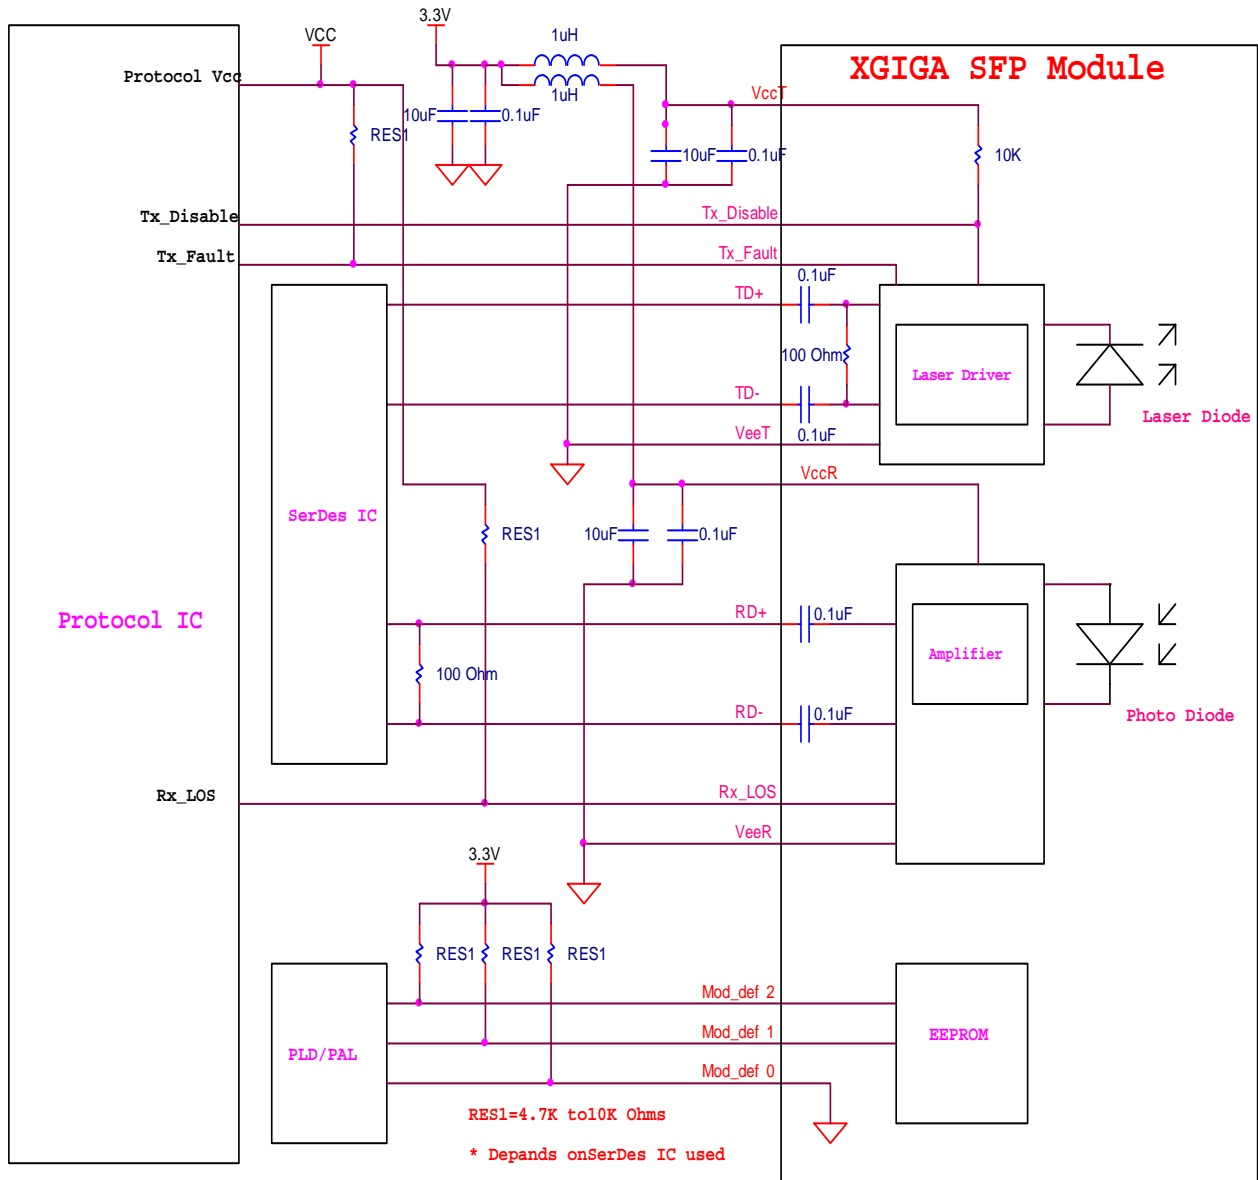 3.3V
VCC
1uH
XGIGA SFP Module
Protocol Vcc
1uH
VccT
10uF
0.1uF
RES1
10uF
0.1uF
10K
Tx_Disable
Tx_Disable
Tx_Fault
Tx_Fault
0.1uF
TD+
100 Ohm
Laser Driver
TD-
Laser Diode
VeeT
0.1uF
VccR
SerDes IC
RES1
10uF
0.1uF
Protocol IC
RD+
0.1uF
Amplifier
100 Ohm
RD-
0.1uF
Photo Diode
Rx_LOS
Rx_LOS
VeeR
3.3V
RES1
RES1
RES1
Mod_def 2
Mod_def 1
EEPROM
PLD/PAL
Mod_def 0
RES1=4.7K to10K Ohms
* Depands onSerDes IC used